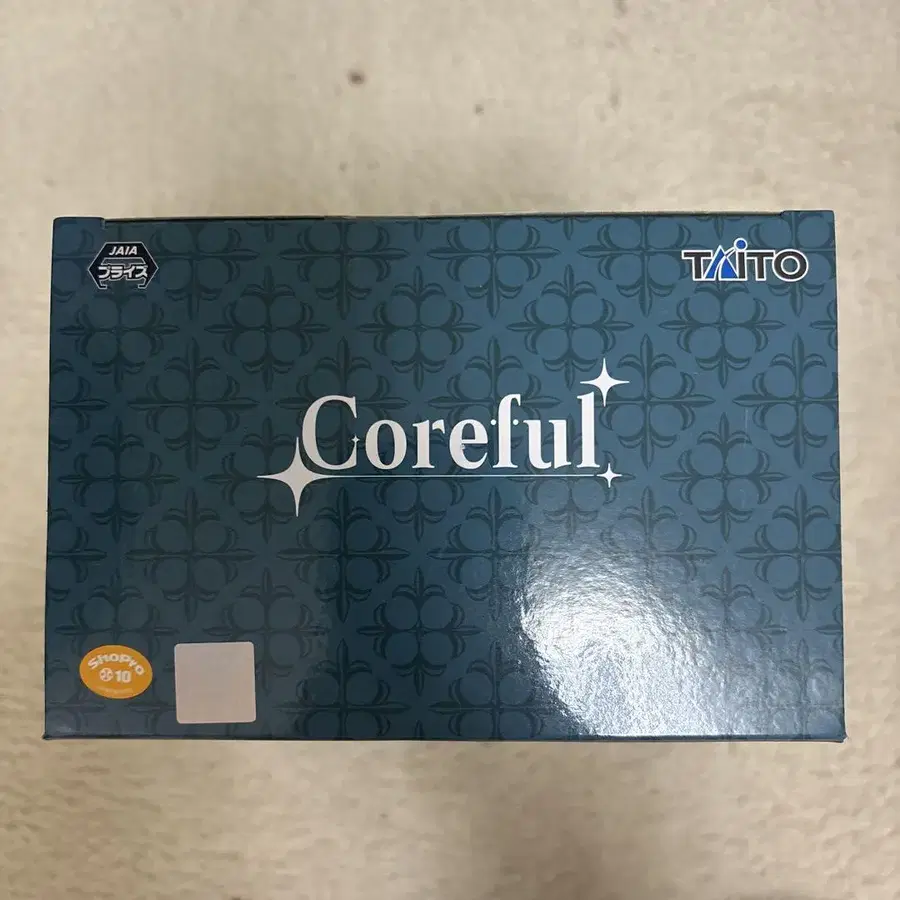 JAIA
プライズ
TAiTO
Coreful
ShoPro
10